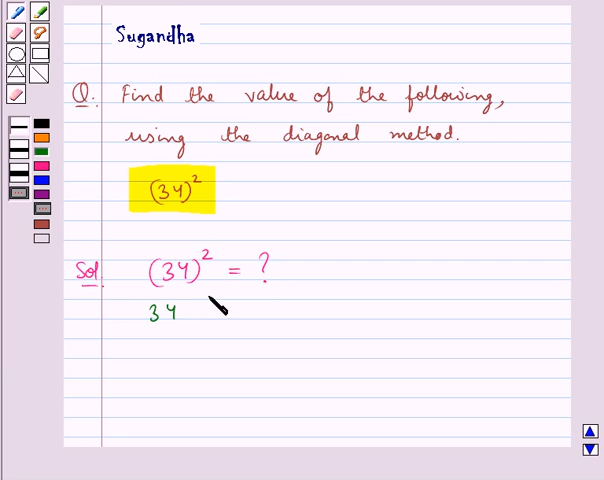 Sugandha
Q. Find the value of the following,
using the diagonal method.
(34)²
Sol. (34)² = ?
34